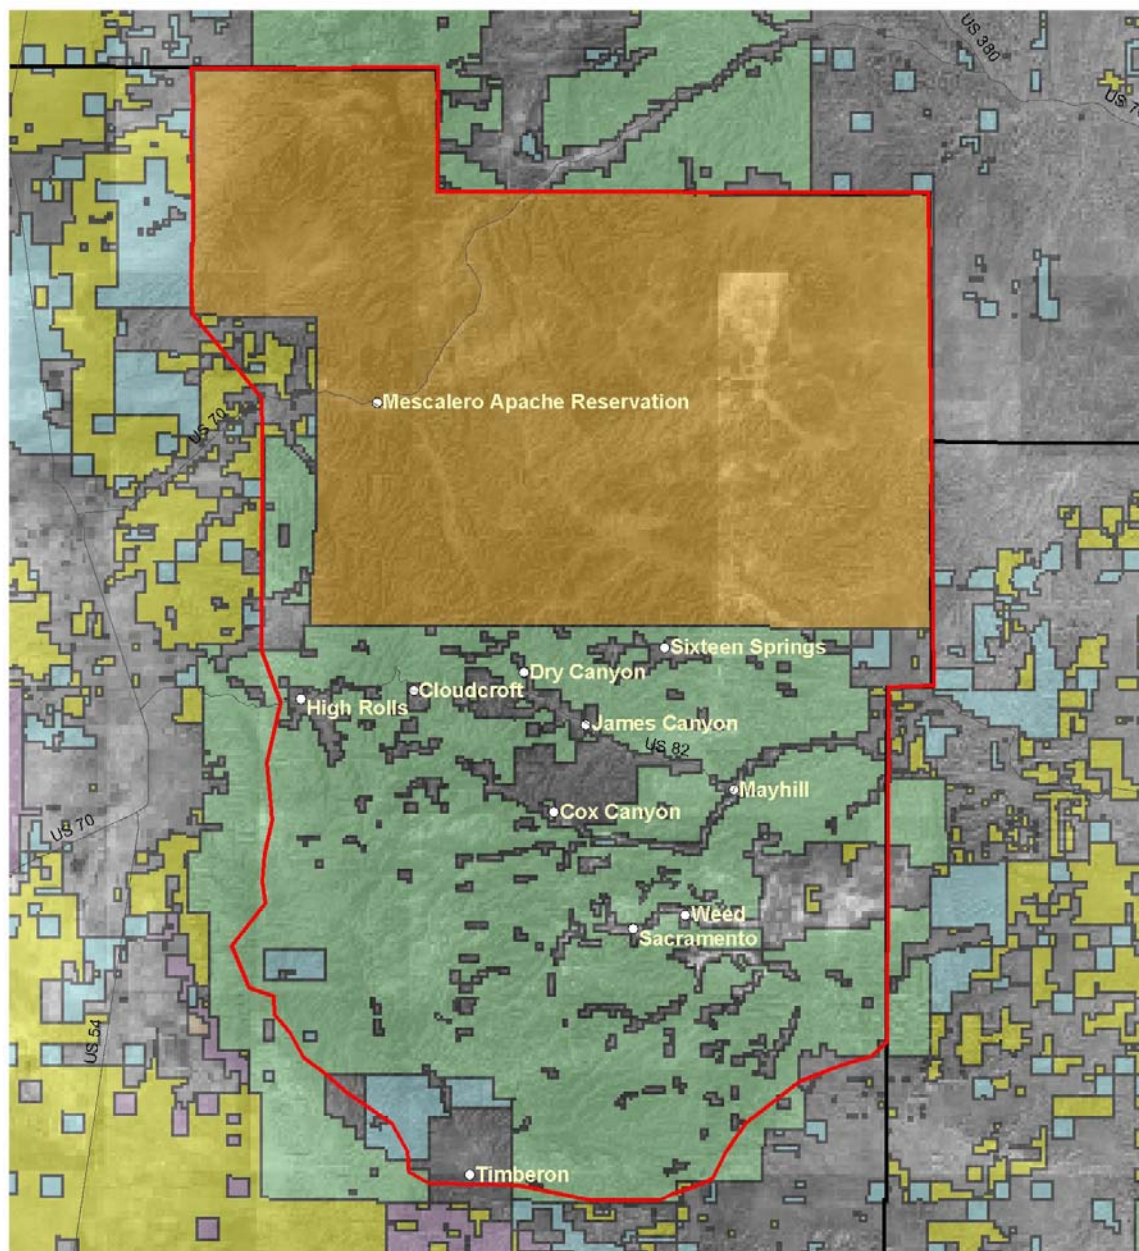 US 380
US 7
US 70
Mescalero Apache Reservation
Sixteen Springs
Dry Canyon
Cloudcroft
High Rolls
James Canyon
US 82
Mayhill
Cox Canyon
US 70
Weed
Sacramento
US 54
Timberon